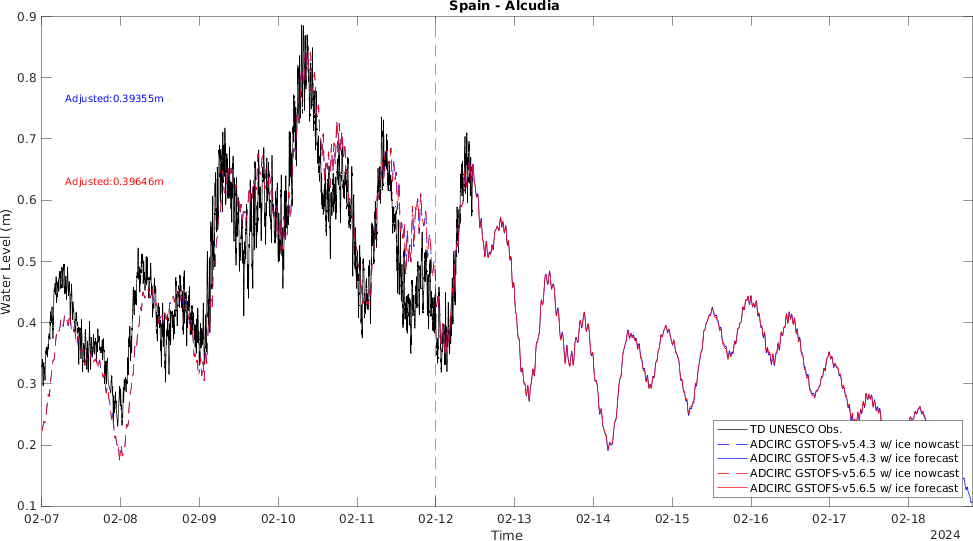 Spain - Alcudia
0.9
0.8
0.7
0.6
0.5
0.4
0.3
0.2
0.1
Water Level (m)
Adjusted:0.39355m
Adjusted:0.39646m
TD UNESCO Obs.
ADCIRC GSTOFS-v5.4.3 w/ ice nowcast
ADCIRC GSTOFS-v5.4.3 w/ ice forecast
ADCIRC GSTOFS-v5.6.5 w/ ice nowcast
ADCIRC GSTOFS-v5.6.5 w/ ice forecast
02-07 02-08 02-09 02-10 02-11 02-12 02-13 02-14 02-15 02-16 02-17 02-18
Time
2024